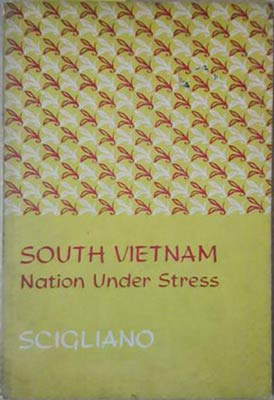 SOUTH VIETNAM
Nation Under Stress
SCIGLIANO